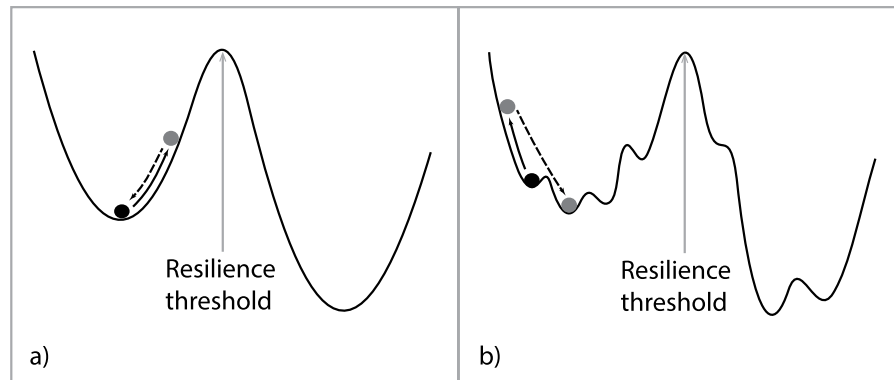 Resilience
threshold
a)
Resilience
threshold
b)